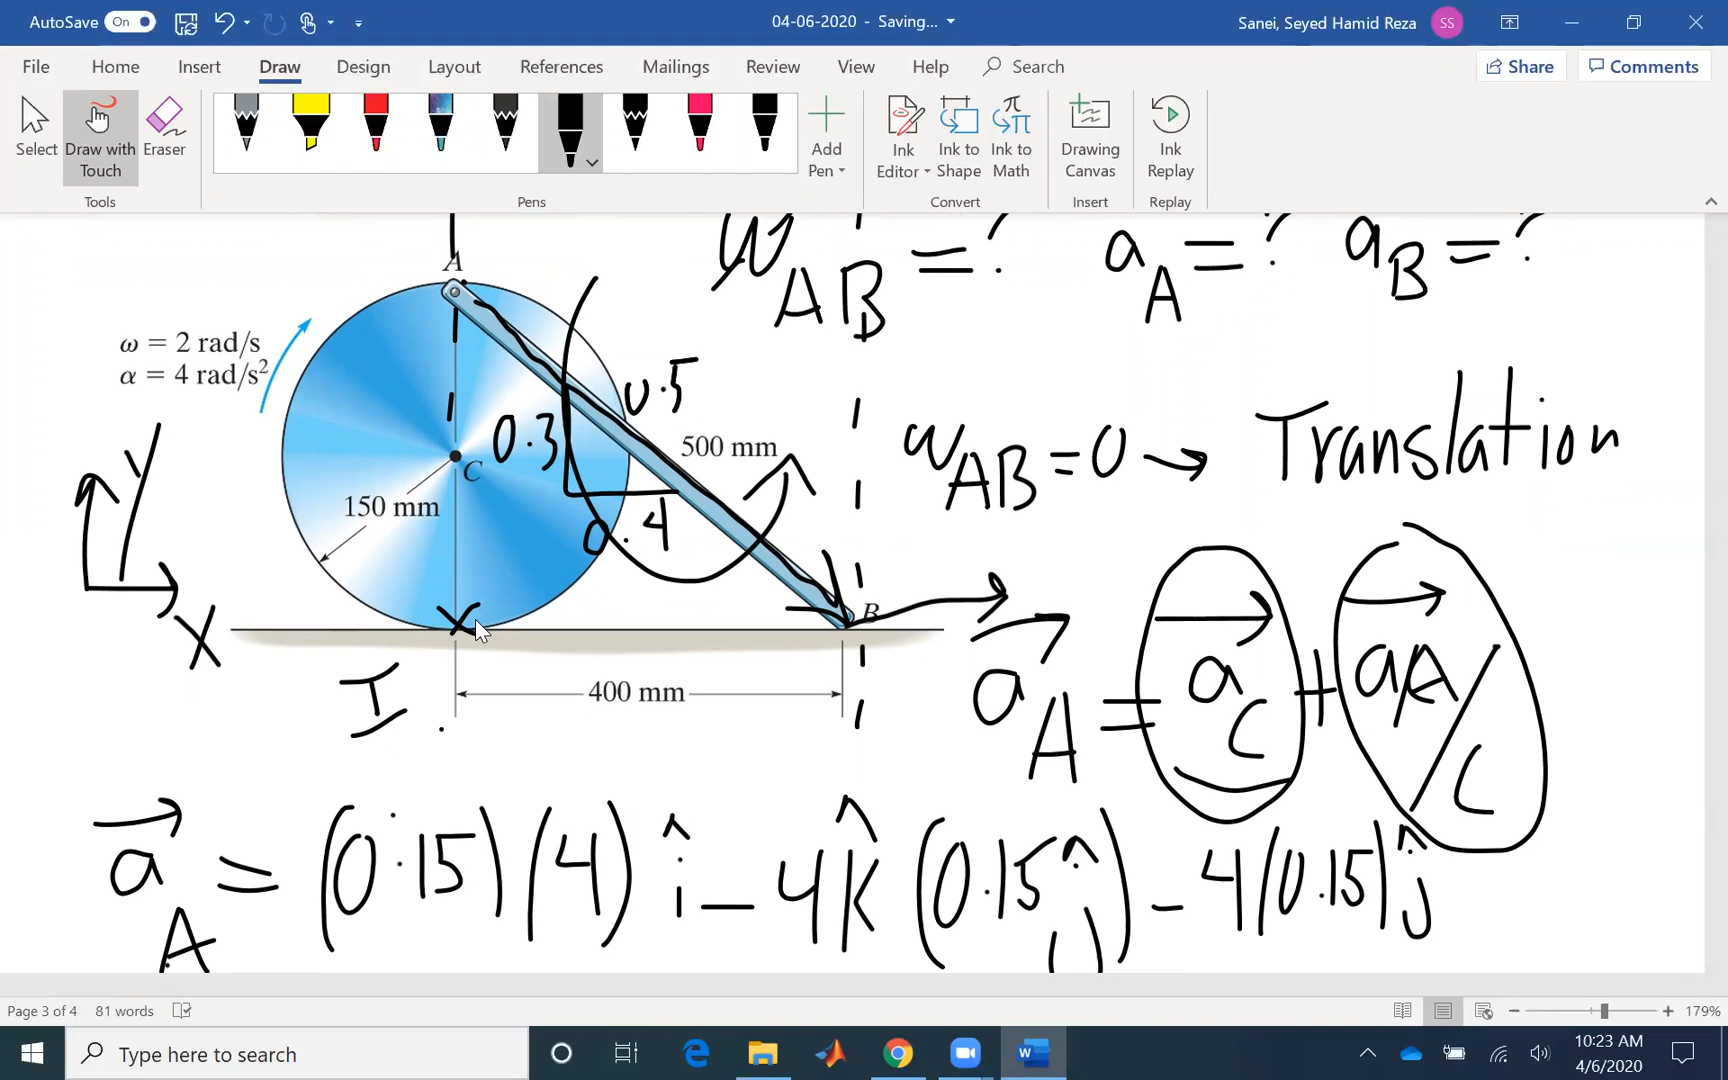 AutoSave On
04-06-2020 - Saving...
Sanei, Seyed Hamid Reza SS
File Home Insert Draw Design Layout References Mailings Review View Help Search Share Comments
Select
Draw with Touch
Eraser
Tools
Pens
Add Pen
Ink Editor
Ink to Shape
Ink to Math
Convert
Drawing Canvas
Insert
Ink Replay
Replay
ω_AB = ? a_A = ? a_B = ?
A
ω = 2 rad/s
α = 4 rad/s²
0.5
0.3
500 mm
C
150 mm
0.4
ω_AB = 0 → Translation
Y
X
B
I.
400 mm
a_A = a_C + a_A/C
a_A = (0.15)(4) î - 4k̂ (0.15ĵ) - 4(0.15)ĵ
Page 3 of 4 81 words
179%
Type here to search
10:23 AM
4/6/2020